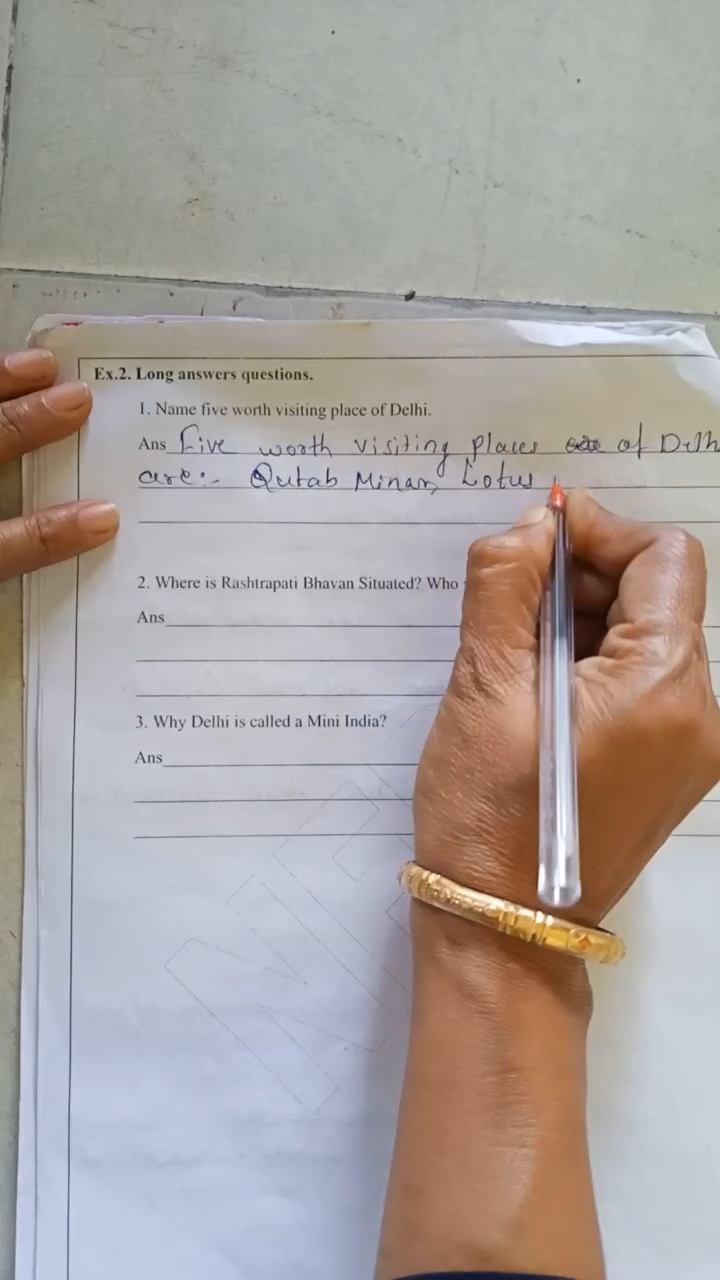 Ex.2. Long answers questions.
1. Name five worth visiting place of Delhi.
Ans Five worth visiting places of Delh
are:- Qutab Minar, Lotus
2. Where is Rashtrapati Bhavan Situated? Who
Ans
3. Why Delhi is called a Mini India?
Ans